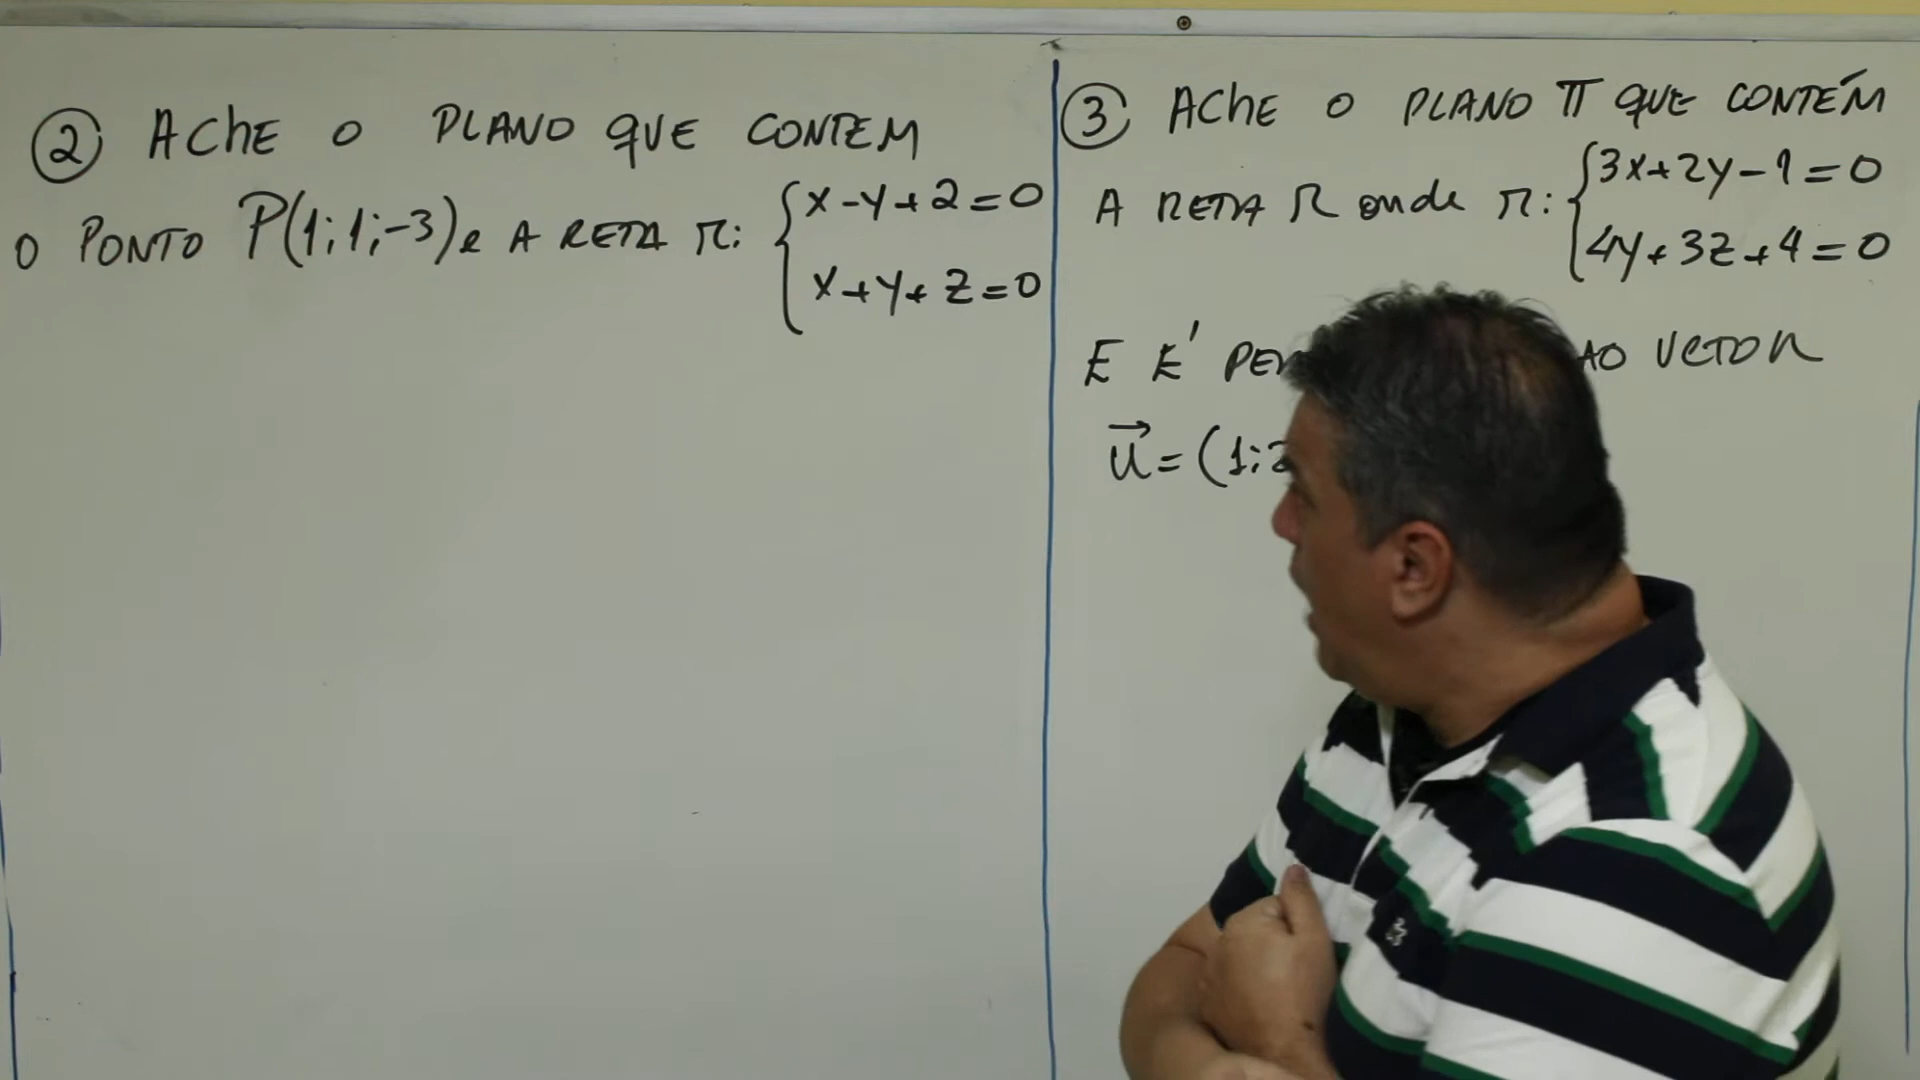 ② AChE O PLANO QUE CONTEM
O PONTO P(1;1;-3) e A RETA r: { x-y+2=0
x+y+z=0
③ AChE O PLANO π QUE CONTÉM
A RETA R onde r: { 3x+2y-1=0
4y+3z+4=0
E E' AO VETOR
u⃗=(1;2